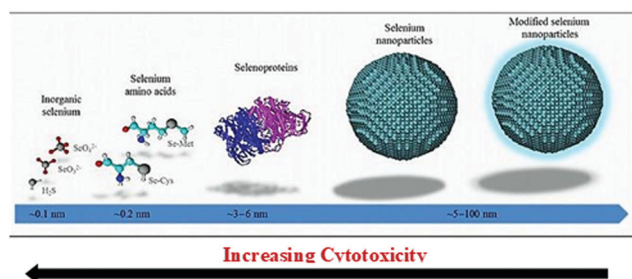 Inorganic
selenium
SeO₃²⁻
SeO₃²⁻
H₂S
Selenium
amino acids
Se-Met
Se-Cys
Selenoproteins
Selenium
nanoparticles
Modified selenium
nanoparticles
~0.1 nm
~0.2 nm
~3–6 nm
~5–100 nm
Increasing Cytotoxicity